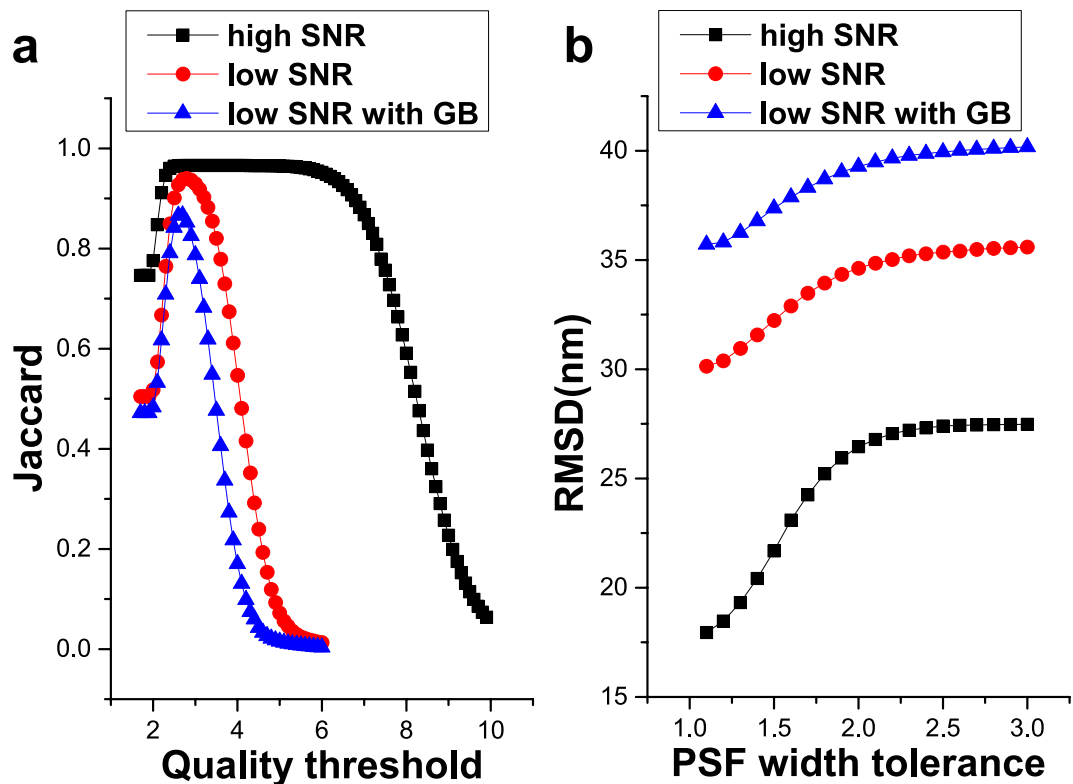 a
high SNR
low SNR
low SNR with GB
1.0
0.8
0.6
0.4
0.2
0.0
Jaccard
2
4
6
8
10
Quality threshold
b
high SNR
low SNR
low SNR with GB
40
35
30
25
20
15
RMSD(nm)
1.0
1.5
2.0
2.5
3.0
PSF width tolerance